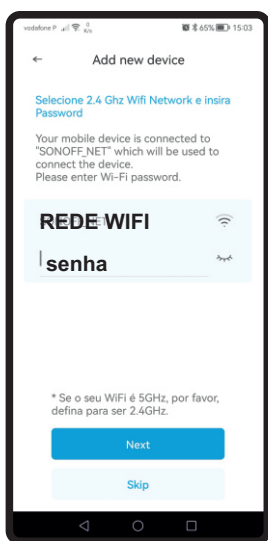 vodafone P 0 K/s 65% 15:03
← Add new device
Selecione 2.4 Ghz Wifi Network e insira
Password
Your mobile device is connected to
"SONOFF_NET" which will be used to
connect the device.
Please enter Wi-Fi password.
REDE WIFI
senha
* Se o seu WiFi é 5GHz, por favor,
defina para ser 2.4GHz.
Next
Skip